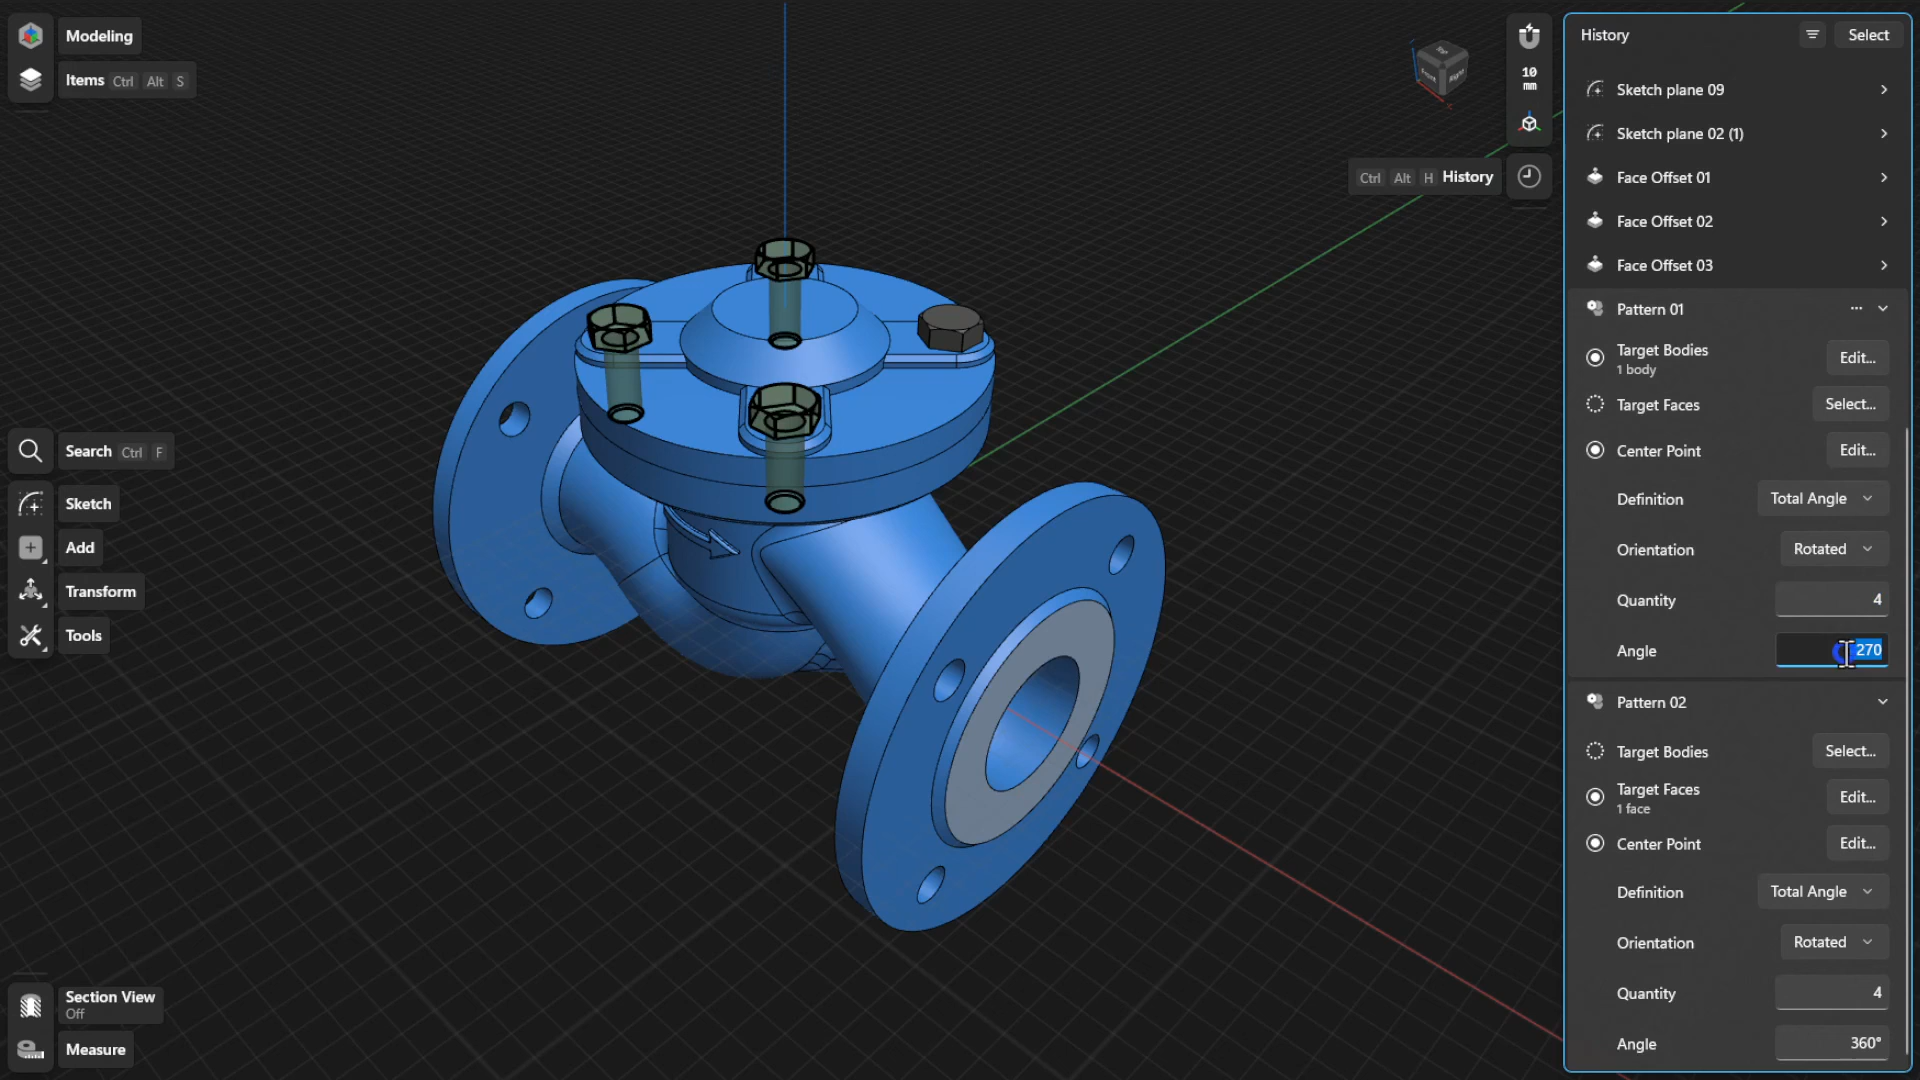 Modeling
Items Ctrl Alt S
Search Ctrl F
Sketch
Add
Transform
Tools
Section View
Off
Measure
Front
Right
10
mm
Ctrl Alt H History
History Select
Sketch plane 09
Sketch plane 02 (1)
Face Offset 01
Face Offset 02
Face Offset 03
Pattern 01 ...
Target Bodies Edit...
1 body
Target Faces Select...
Center Point Edit...
Definition Total Angle
Orientation Rotated
Quantity 4
Angle 270
Pattern 02
Target Bodies Select...
Target Faces Edit...
1 face
Center Point Edit...
Definition Total Angle
Orientation Rotated
Quantity 4
Angle 360°